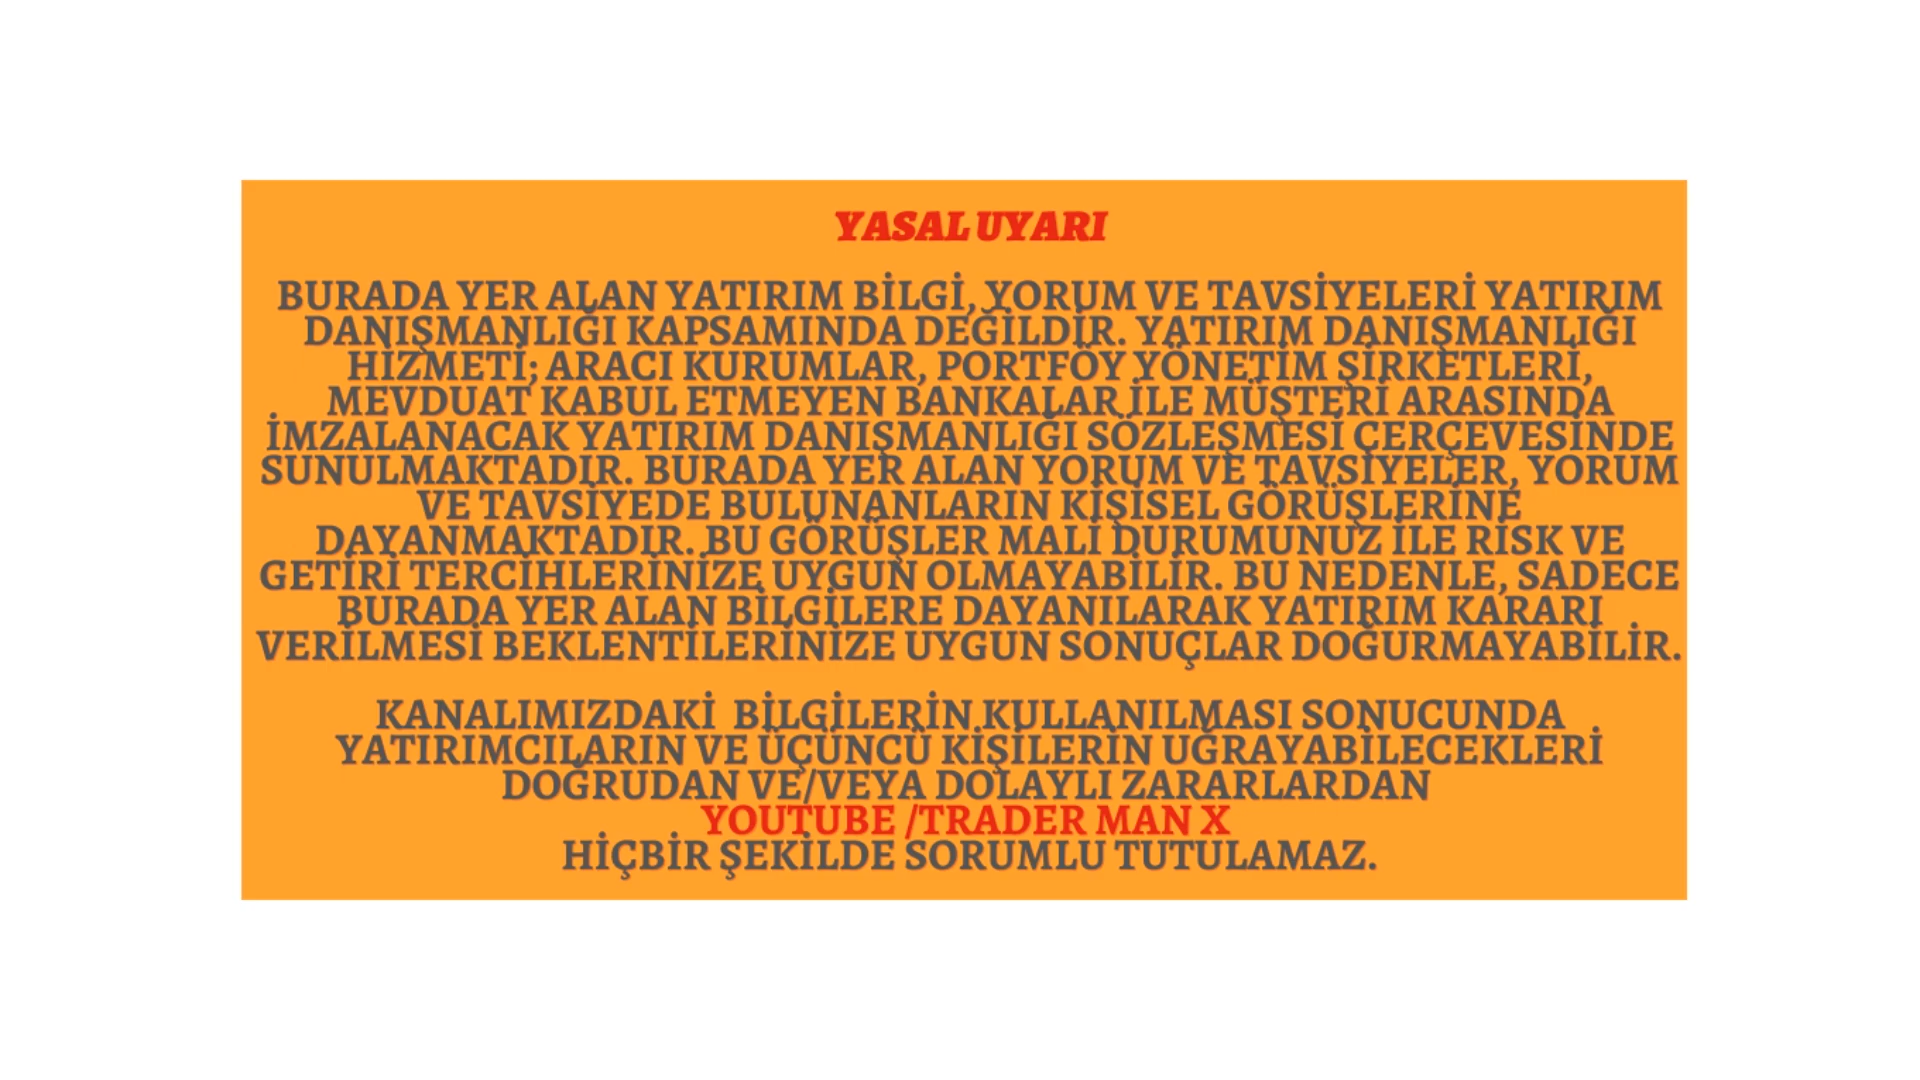 YASAL UYARI
BURADA YER ALAN YATIRIM BİLGİ, YORUM VE TAVSİYELERİ YATIRIM
DANIŞMANLIĞI KAPSAMINDA DEĞİLDİR. YATIRIM DANIŞMANLIĞI
HİZMETİ; ARACI KURUMLAR, PORTFÖY YÖNETİM ŞİRKETLERİ,
MEVDUAT KABUL ETMEYEN BANKALAR İLE MÜŞTERİ ARASINDA
İMZALANACAK YATIRIM DANIŞMANLIĞI SÖZLEŞMESİ ÇERÇEVESİNDE
SUNULMAKTADIR. BURADA YER ALAN YORUM VE TAVSİYELER, YORUM
VE TAVSİYEDE BULUNANLARIN KİŞİSEL GÖRÜŞLERİNE
DAYANMAKTADIR. BU GÖRÜŞLER MALİ DURUMUNUZ İLE RİSK VE
GETİRİ TERCİHLERİNİZE UYGUN OLMAYABİLİR. BU NEDENLE, SADECE
BURADA YER ALAN BİLGİLERE DAYANILARAK YATIRIM KARARI
VERİLMESİ BEKLENTİLERİNİZE UYGUN SONUÇLAR DOĞURMAYABİLİR.
KANALIMIZDAKİ BİLGİLERİN KULLANILMASI SONUCUNDA
YATIRIMCILARIN VE ÜÇÜNCÜ KİŞİLERİN UĞRAYABİLECEKLERİ
DOĞRUDAN VE/VEYA DOLAYLI ZARARLARDAN
YOUTUBE /TRADER MAN X
HİÇBİR ŞEKİLDE SORUMLU TUTULAMAZ.